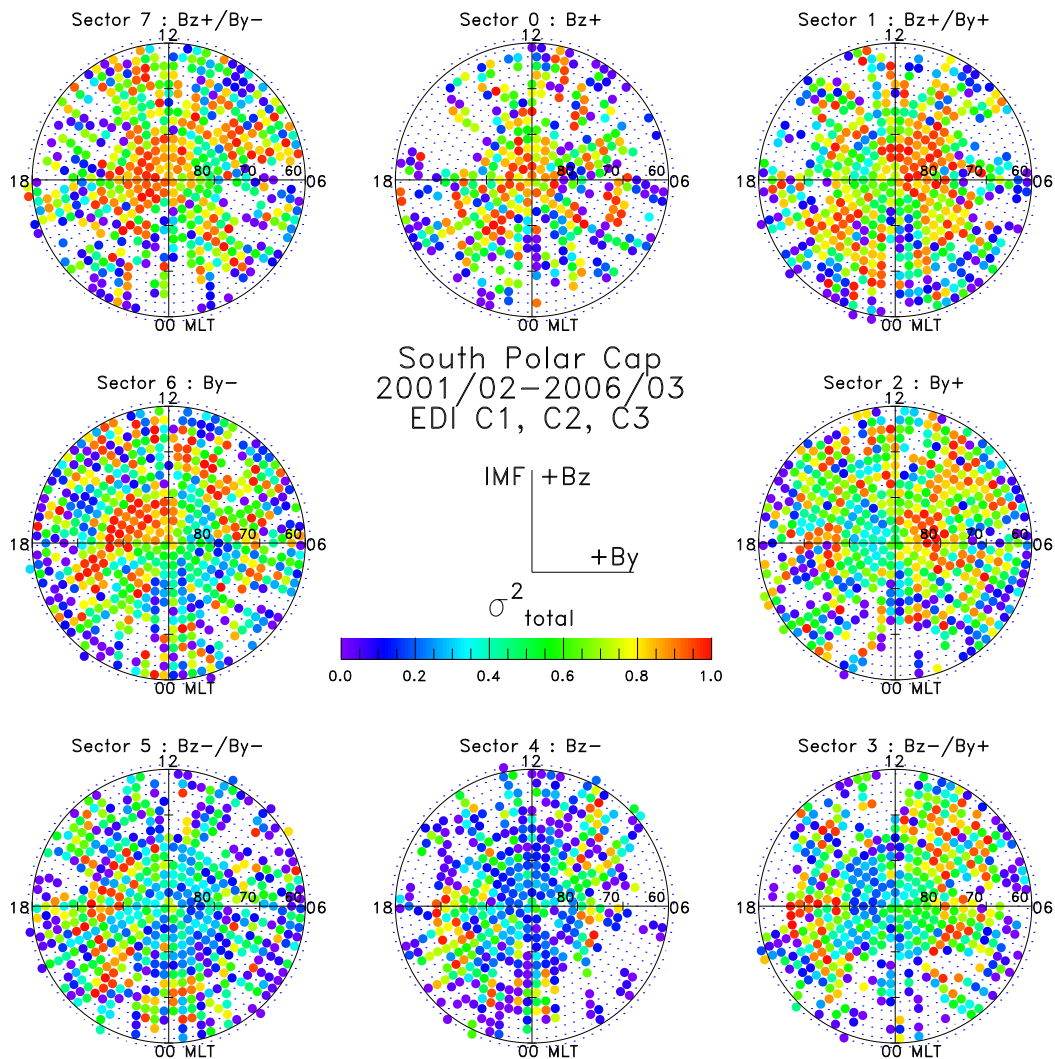 Sector 7 : Bz+/By-
12
18
80
70
60
06
00 MLT
Sector 0 : Bz+
12
18
80
70
60
06
00 MLT
Sector 1 : Bz+/By+
12
18
80
70
60
06
00 MLT
South Polar Cap
2001/02-2006/03
EDI C1, C2, C3
Sector 6 : By-
12
18
80
70
60
06
00 MLT
IMF +Bz
+By
σ² total
0.0 0.2 0.4 0.6 0.8 1.0
Sector 2 : By+
12
18
80
70
60
06
00 MLT
Sector 5 : Bz-/By-
12
18
80
70
60
06
00 MLT
Sector 4 : Bz-
12
18
80
70
60
06
00 MLT
Sector 3 : Bz-/By+
12
18
80
70
60
06
00 MLT